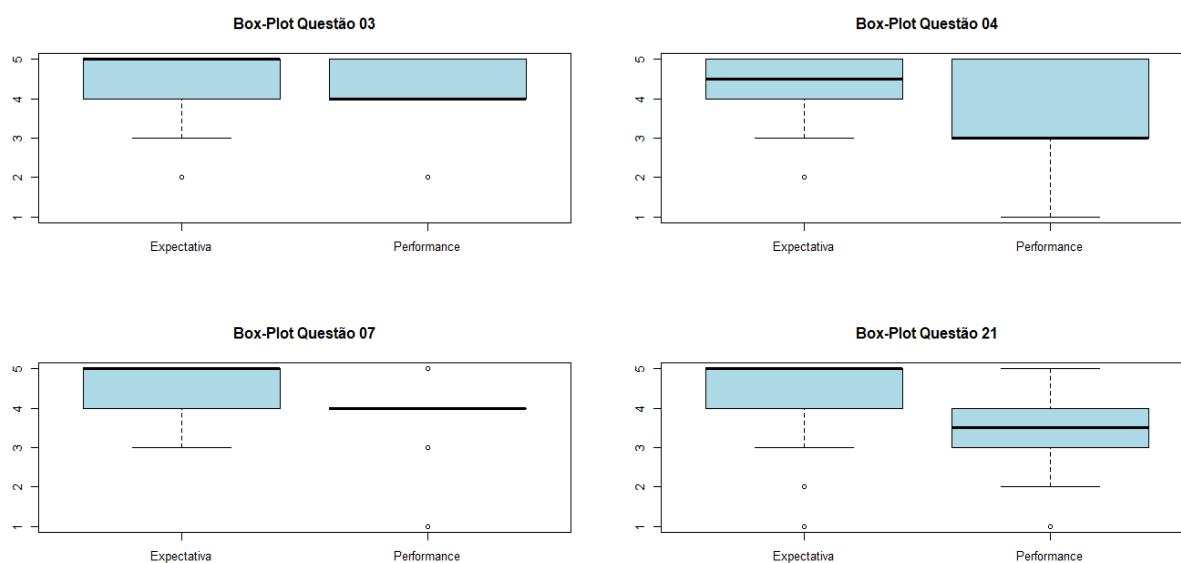 Box-Plot Questão 03
5
4
3
2
1
Expectativa Performance
Box-Plot Questão 04
5
4
3
2
1
Expectativa Performance
Box-Plot Questão 07
5
4
3
2
1
Expectativa Performance
Box-Plot Questão 21
5
4
3
2
1
Expectativa Performance